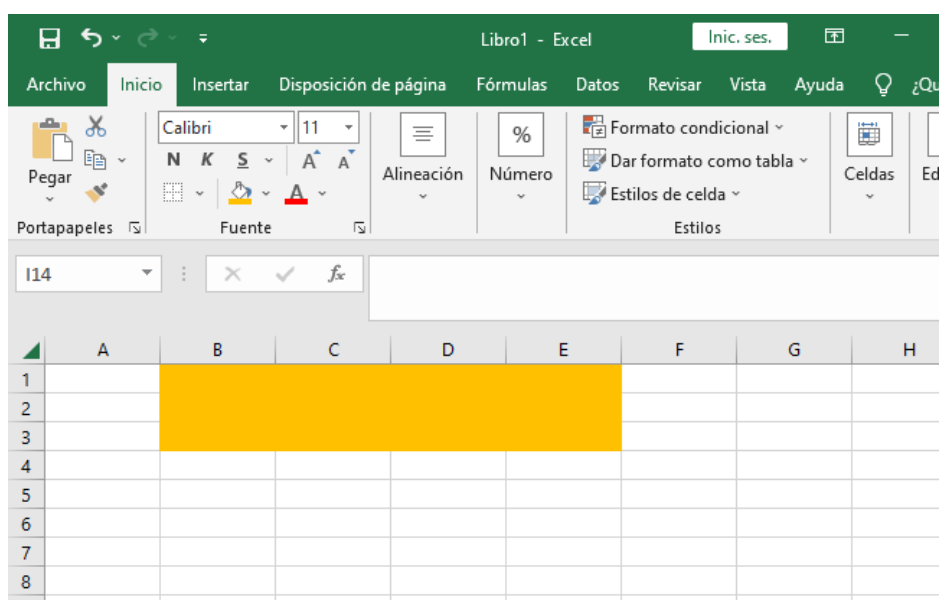 Libro1 - Excel
Inic. ses.
Archivo Inicio Insertar Disposición de página Fórmulas Datos Revisar Vista Ayuda ¿Qu
Calibri 11 % Formato condicional
N K S A A Dar formato como tabla
Pegar Alineación Número Celdas Ed
A Estilos de celda
Portapapeles Fuente Estilos
I14 fx
A B C D E F G H
1
2
3
4
5
6
7
8